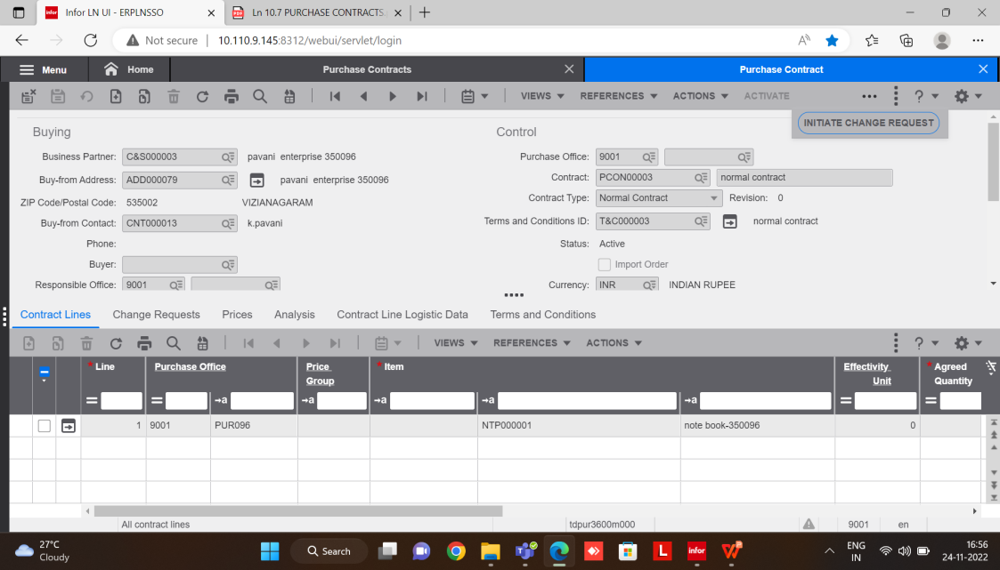 Infor LN UI - ERPLNSSO
Ln 10.7 PURCHASE CONTRACTS
Not secure
10.110.9.145:8312/webui/servlet/login
Menu
Home
Purchase Contracts
Purchase Contract
VIEWS
REFERENCES
ACTIONS
ACTIVATE
INITIATE CHANGE REQUEST
Buying
Business Partner: C&S000003 pavani enterprise 350096
Buy-from Address: ADD000079 pavani enterprise 350096
ZIP Code/Postal Code: 535002 VIZIANAGARAM
Buy-from Contact: CNT000013 k.pavani
Phone:
Buyer:
Responsible Office: 9001
Control
Purchase Office: 9001
Contract: PCON00003 normal contract
Contract Type: Normal Contract Revision: 0
Terms and Conditions ID: T&C000003 normal contract
Status: Active
Import Order
Currency: INR INDIAN RUPEE
Contract Lines
Change Requests
Prices
Analysis
Contract Line Logistic Data
Terms and Conditions
VIEWS
REFERENCES
ACTIONS
* Line
Purchase Office
Price Group
* Item
Effectivity Unit
* Agreed Quantity
1 9001 PUR096 NTP000001 note book-350096 0
All contract lines
tdpur3600m000
9001
en
27°C
Cloudy
Search
infor
ENG
IN
16:56
24-11-2022